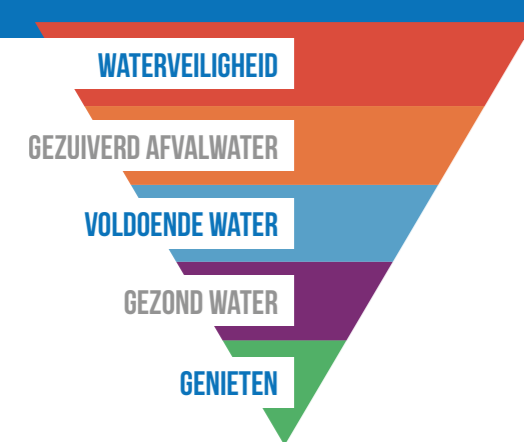 WATERVEILIGHEID
GEZUIVERD AFVALWATER
VOLDOENDE WATER
GEZOND WATER
GENIETEN